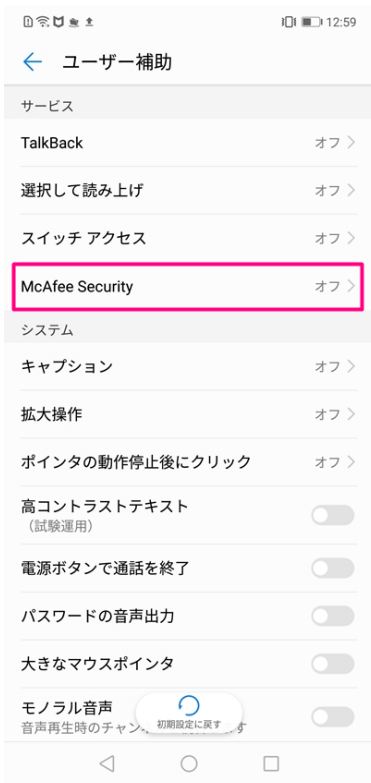 12:59
ユーザー補助
サービス
TalkBack オフ
選択して読み上げ オフ
スイッチ アクセス オフ
McAfee Security オフ
システム
キャプション オフ
拡大操作 オフ
ポインタの動作停止後にクリック オフ
高コントラストテキスト
（試験運用）
電源ボタンで通話を終了
パスワードの音声出力
大きなマウスポインタ
モノラル音声
音声再生時のチャン
初期設定に戻す
す